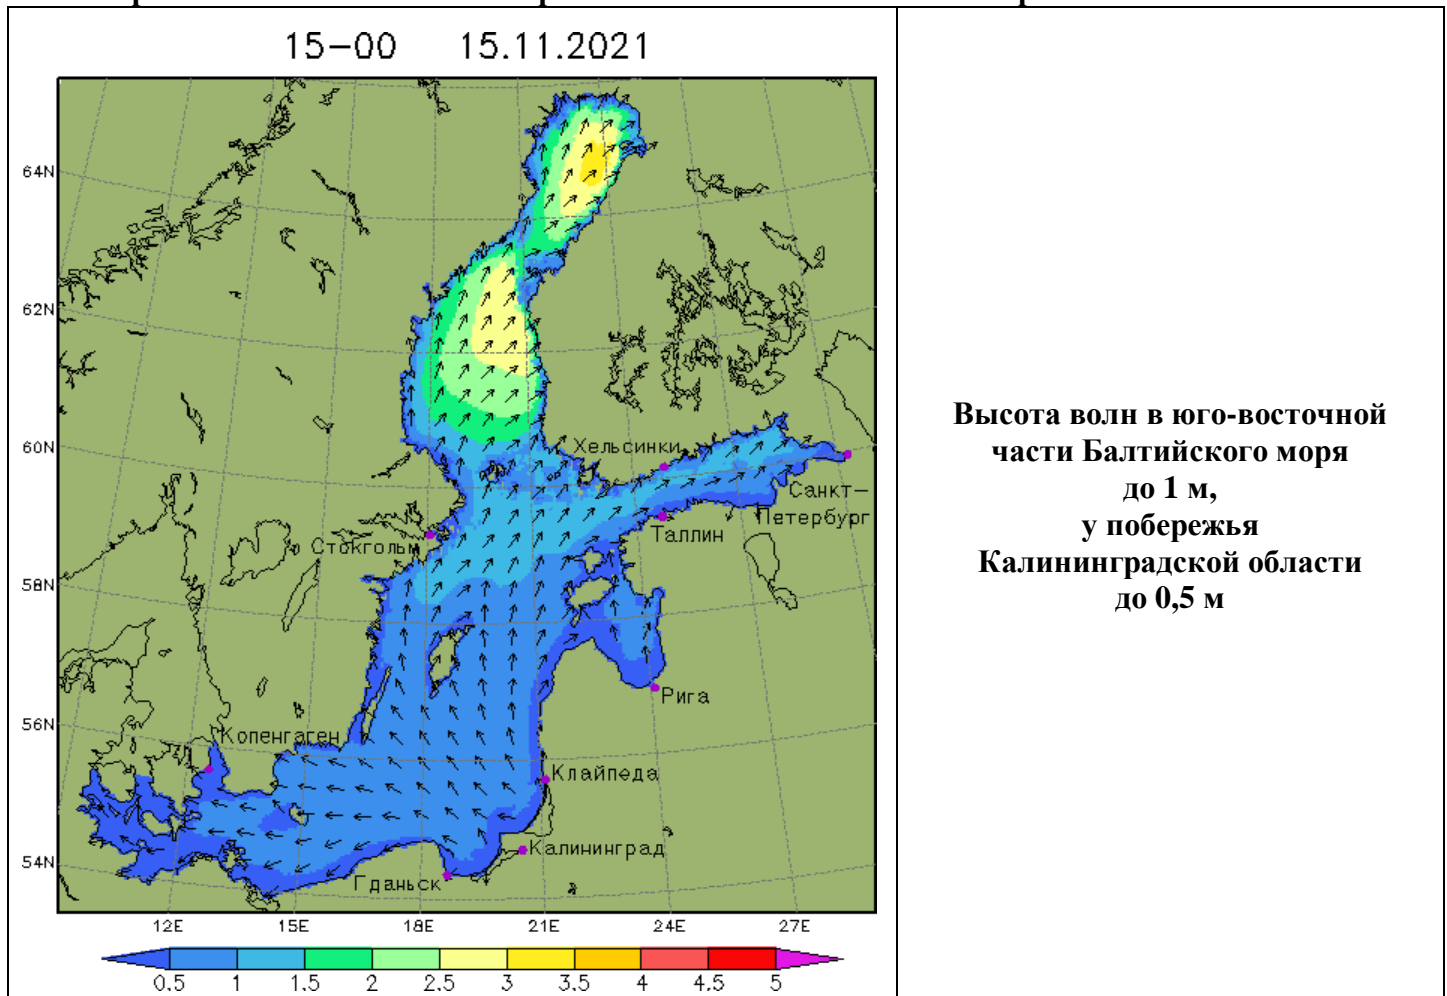 15-00 15.11.2021
64N
62N
60N
58N
56N
54N
Хельсинки
Санкт-
Петербург
Таллин
Стокгольм
Рига
Копенгаген
Клайпеда
Калининград
Гданьск
12E 15E 18E 21E 24E 27E
0,5 1 1,5 2 2,5 3 3,5 4 4,5 5
Высота волн в юго-восточной
части Балтийского моря
до 1 м,
у побережья
Калининградской области
до 0,5 м